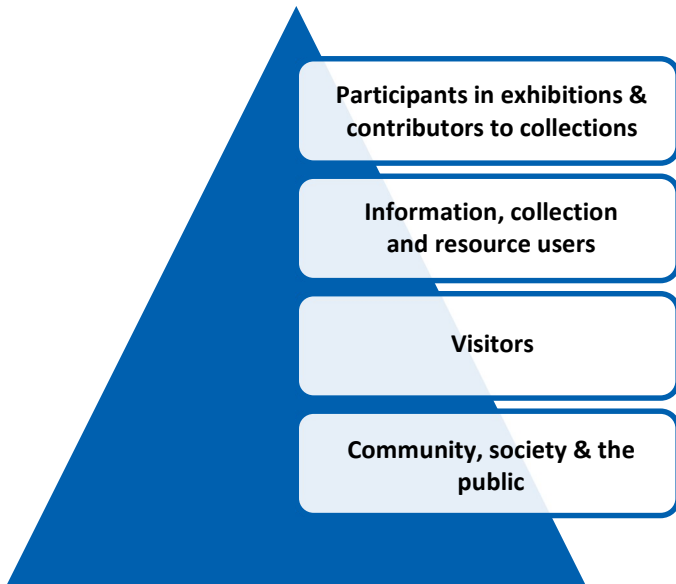 Participants in exhibitions &
contributors to collections
Information, collection
and resource users
Visitors
Community, society & the
public